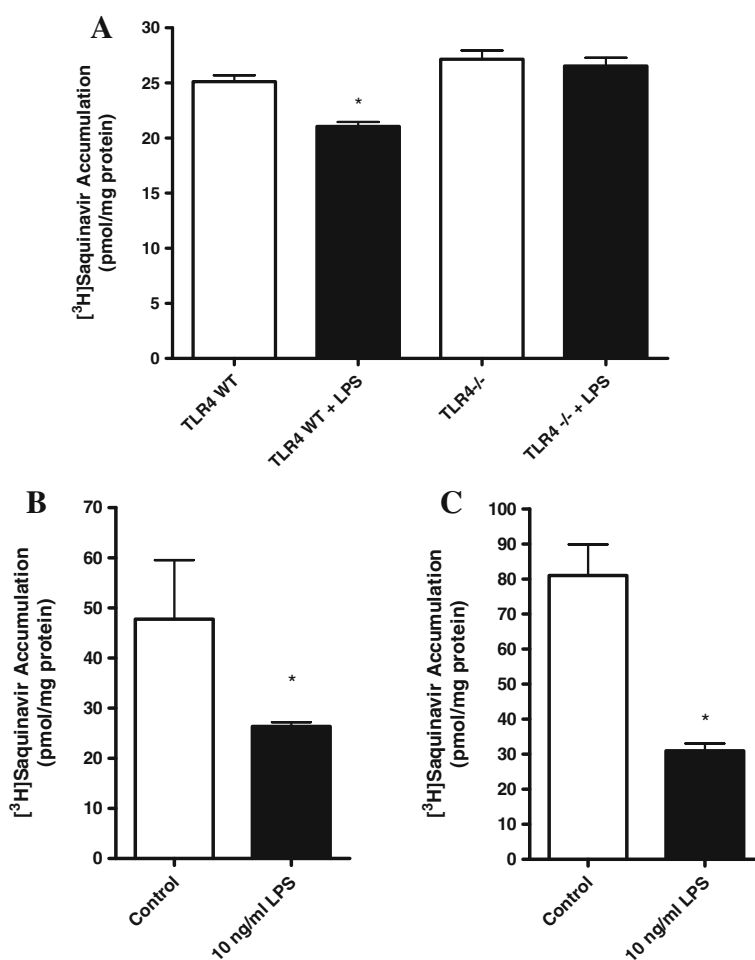 A
[³H]Saquinavir Accumulation
(pmol/mg protein)
30
25
20
15
10
5
0
*
TLR4 WT
TLR4 WT + LPS
TLR4-/-
TLR4 -/- + LPS
B
[³H]Saquinavir Accumulation
(pmol/mg protein)
70
60
50
40
30
20
10
0
*
Control
10 ng/ml LPS
C
[³H]Saquinavir Accumulation
(pmol/mg protein)
100
90
80
70
60
50
40
30
20
10
0
*
Control
10 ng/ml LPS